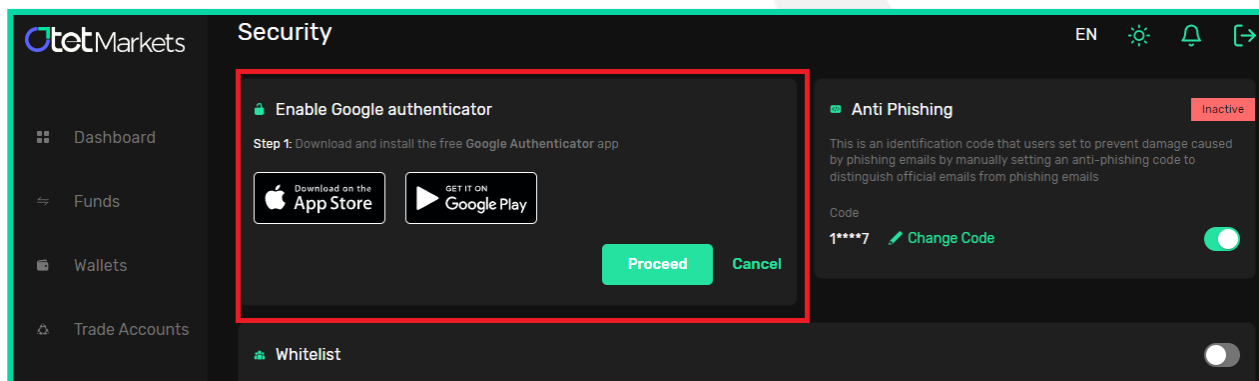 OtetMarkets
Security
EN
Enable Google authenticator
Step 1: Download and install the free Google Authenticator app
Download on the
App Store
GET IT ON
Google Play
Proceed
Cancel
Anti Phishing
Inactive
This is an identification code that users set to prevent damage caused
by phishing emails by manually setting an anti-phishing code to
distinguish official emails from phishing emails
Code
1****7
Change Code
Dashboard
Funds
Wallets
Trade Accounts
Whitelist